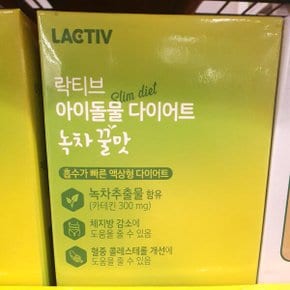 LACTIV
락티브
Slim diet
아이돌물 다이어트
녹차 꿀맛
흡수가 빠른 액상형 다이어트
녹차추출물 함유
(카테킨 300 mg)
체지방 감소에
도움을 줄 수 있음
혈중 콜레스테롤 개선에
도움을 줄 수 있음